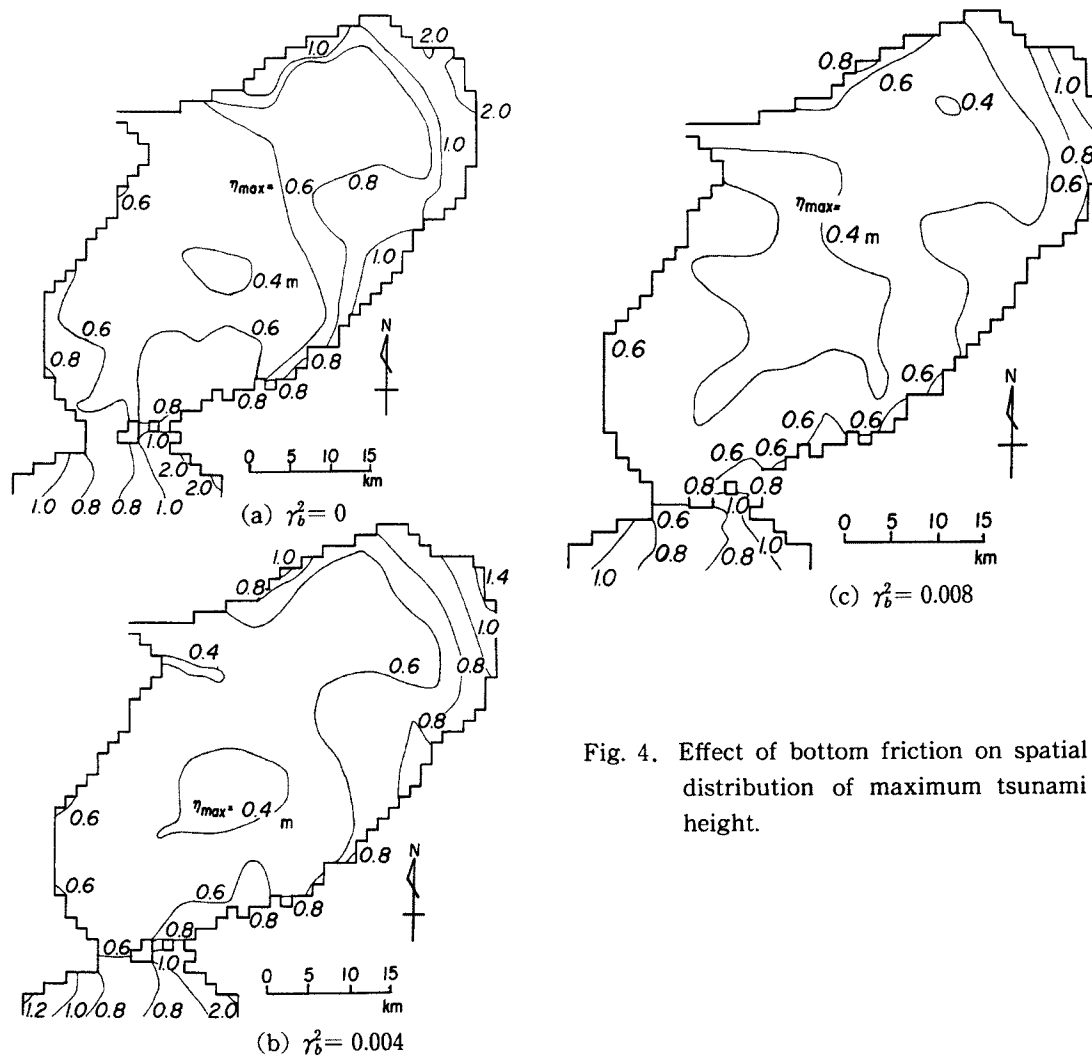 1.0
2.0
0.8
2.0
1.0
0.6
ηmax= 0.6
0.8
1.0
0.4 m
0.6
0.6
N
0.8
0.8
0.8
0.8
0.8
1.0
2.0
2.0
0 5 10 15
km
1.0 0.8 0.8 1.0
(a) γb²= 0
0.8
0.6
0.4
1.0
0.8
0.6
ηmax=
0.4 m
0.6
0.6
N
0.6
0.6
0.6
0.6
0.8
0.8
1.0
0.6
0.8
0.8
1.0
1.0
0 5 10 15
km
(c) γb²= 0.008
1.0
0.8
1.4
1.0
0.4
0.6
0.8
0.8
ηmax= 0.4 m
0.6
0.6
0.8
N
0.6
0.8
0.8
0.8
0.6
1.0
0 5 10 15
km
1.2 1.0 0.8 0.8 2.0
(b) γb²= 0.004
Fig. 4. Effect of bottom friction on spatial
distribution of maximum tsunami
height.